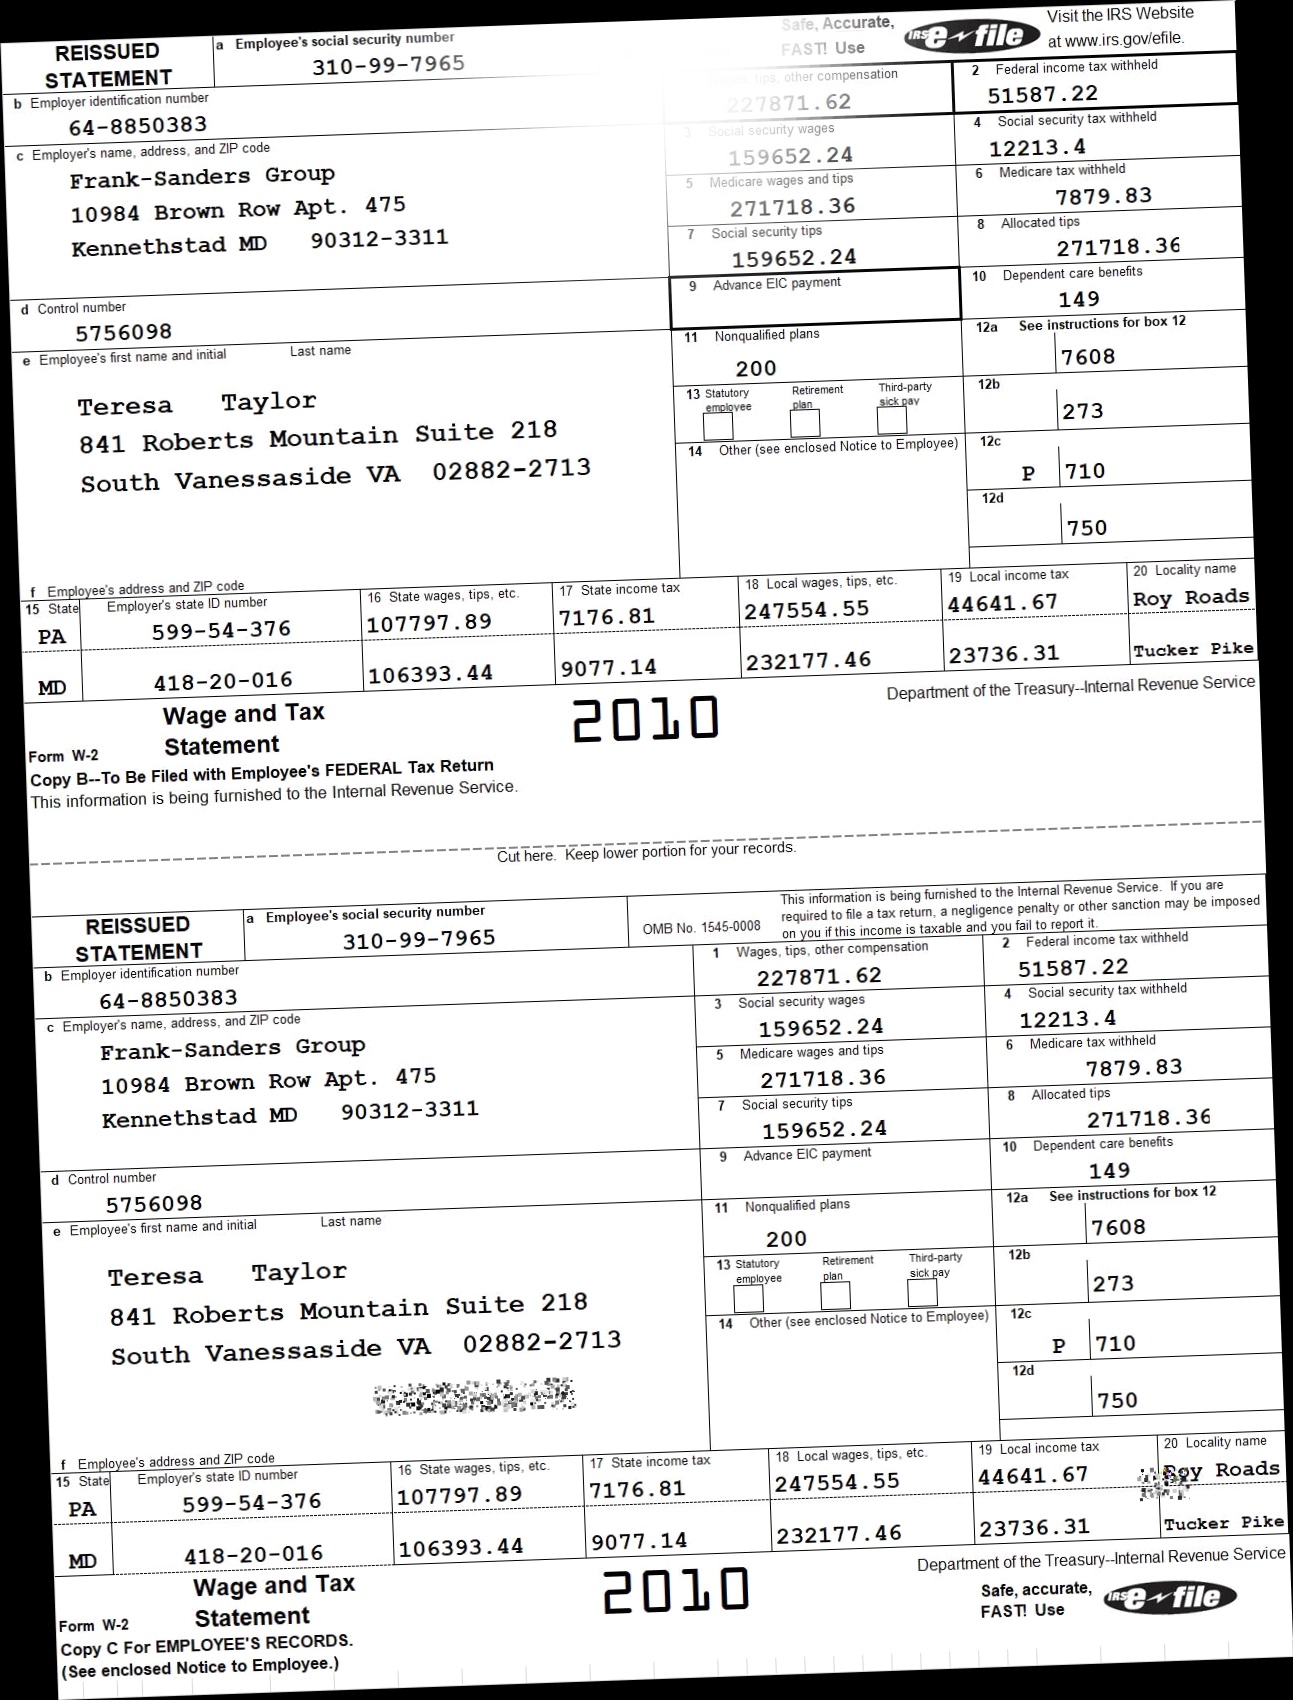 REISSUED STATEMENT
a Employee's social security number
310-99-7965
Safe, Accurate, FAST! Use
IRS e-file
Visit the IRS Website at www.irs.gov/efile.
b Employer identification number
64-8850383
tips, other compensation
227871.62
2 Federal income tax withheld
51587.22
3 Social security wages
159652.24
4 Social security tax withheld
12213.4
c Employer's name, address, and ZIP code
Frank-Sanders Group
10984 Brown Row Apt. 475
Kennethstad MD 90312-3311
5 Medicare wages and tips
271718.36
6 Medicare tax withheld
7879.83
7 Social security tips
159652.24
8 Allocated tips
271718.36
d Control number
5756098
9 Advance EIC payment
10 Dependent care benefits
149
e Employee's first name and initial Last name
Teresa Taylor
841 Roberts Mountain Suite 218
South Vanessaside VA 02882-2713
11 Nonqualified plans
200
12a See instructions for box 12
7608
13 Statutory employee
Retirement plan
Third-party sick pay
12b
273
14 Other (see enclosed Notice to Employee)
12c
P 710
12d
750
f Employee's address and ZIP code
15 State Employer's state ID number
16 State wages, tips, etc.
17 State income tax
18 Local wages, tips, etc.
19 Local income tax
20 Locality name
PA 599-54-376 107797.89 7176.81 247554.55 44641.67 Roy Roads
MD 418-20-016 106393.44 9077.14 232177.46 23736.31 Tucker Pike
Form W-2 Wage and Tax Statement
2010
Department of the Treasury--Internal Revenue Service
Copy B--To Be Filed with Employee's FEDERAL Tax Return
This information is being furnished to the Internal Revenue Service.
Cut here. Keep lower portion for your records.
REISSUED STATEMENT
a Employee's social security number
310-99-7965
OMB No. 1545-0008
This information is being furnished to the Internal Revenue Service. If you are
required to file a tax return, a negligence penalty or other sanction may be imposed
on you if this income is taxable and you fail to report it.
b Employer identification number
64-8850383
1 Wages, tips, other compensation
227871.62
2 Federal income tax withheld
51587.22
3 Social security wages
159652.24
4 Social security tax withheld
12213.4
c Employer's name, address, and ZIP code
Frank-Sanders Group
10984 Brown Row Apt. 475
Kennethstad MD 90312-3311
5 Medicare wages and tips
271718.36
6 Medicare tax withheld
7879.83
7 Social security tips
159652.24
8 Allocated tips
271718.36
d Control number
5756098
9 Advance EIC payment
10 Dependent care benefits
149
e Employee's first name and initial Last name
Teresa Taylor
841 Roberts Mountain Suite 218
South Vanessaside VA 02882-2713
11 Nonqualified plans
200
12a See instructions for box 12
7608
13 Statutory employee
Retirement plan
Third-party sick pay
12b
273
14 Other (see enclosed Notice to Employee)
12c
P 710
12d
750
f Employee's address and ZIP code
15 State Employer's state ID number
16 State wages, tips, etc.
17 State income tax
18 Local wages, tips, etc.
19 Local income tax
20 Locality name
PA 599-54-376 107797.89 7176.81 247554.55 44641.67 Roy Roads
MD 418-20-016 106393.44 9077.14 232177.46 23736.31 Tucker Pike
Form W-2 Wage and Tax Statement
2010
Department of the Treasury--Internal Revenue Service
Safe, accurate, FAST! Use
IRS e-file
Copy C For EMPLOYEE'S RECORDS.
(See enclosed Notice to Employee.)